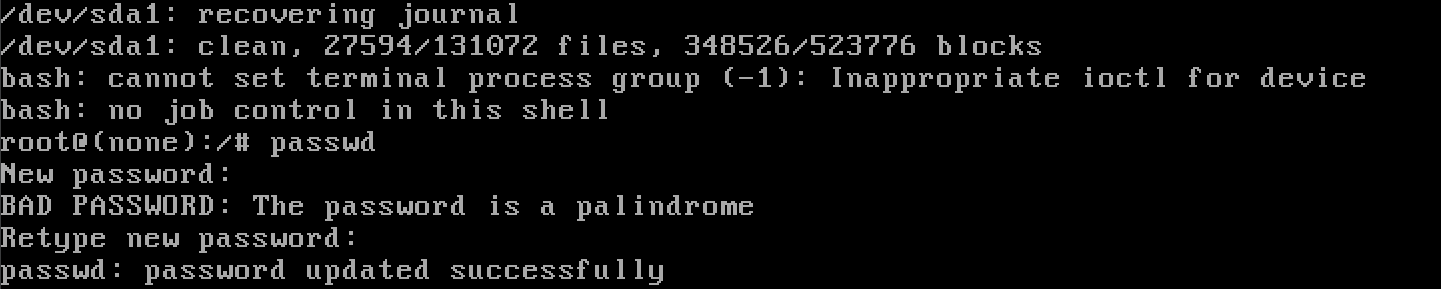 /dev/sda1: recovering journal
/dev/sda1: clean, 27594/131072 files, 348526/523776 blocks
bash: cannot set terminal process group (-1): Inappropriate ioctl for device
bash: no job control in this shell
root@(none):/# passwd
New password:
BAD PASSWORD: The password is a palindrome
Retype new password:
passwd: password updated successfully